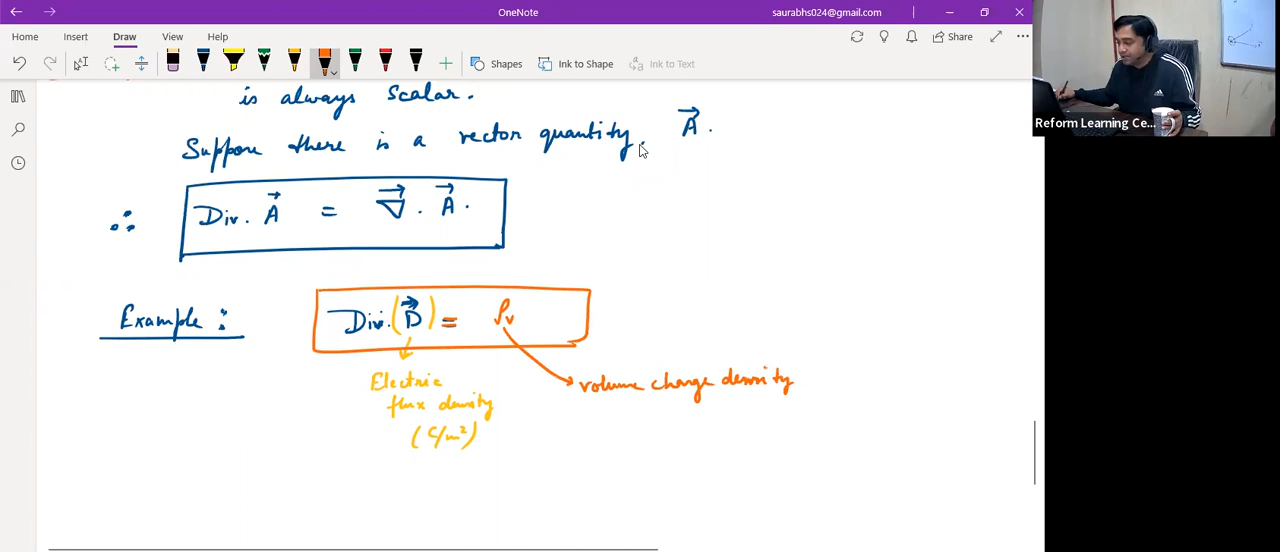 OneNote
saurabhs024@gmail.com
Home Insert Draw View Help
Share
Shapes Ink to Shape Ink to Text
is always scalar.
Suppose there is a vector quantity, A⃗.
∴ Div. A⃗ = ∇⃗. A⃗.
Example : Div.(D⃗) = ρv
Electric
flux density
(C/m²)
volume charge density
Reform Learning Ce...